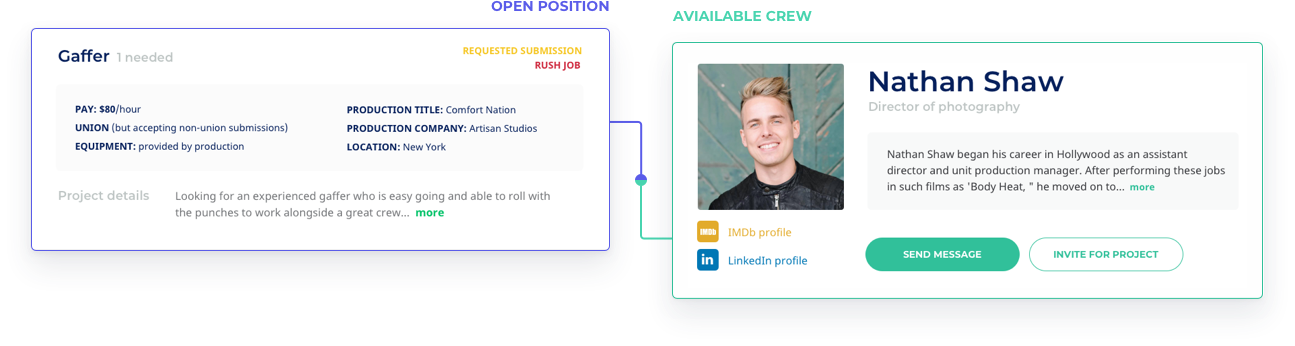 OPEN POSITION
Gaffer 1 needed
REQUESTED SUBMISSION
RUSH JOB
PAY: $80/hour
UNION (but accepting non-union submissions)
EQUIPMENT: provided by production
PRODUCTION TITLE: Comfort Nation
PRODUCTION COMPANY: Artisan Studios
LOCATION: New York
Project details
Looking for an experienced gaffer who is easy going and able to roll with
the punches to work alongside a great crew... more
AVIAILABLE CREW
Nathan Shaw
Director of photography
Nathan Shaw began his career in Hollywood as an assistant
director and unit production manager. After performing these jobs
in such films as 'Body Heat, " he moved on to... more
IMDb
IMDb profile
in
LinkedIn profile
SEND MESSAGE
INVITE FOR PROJECT